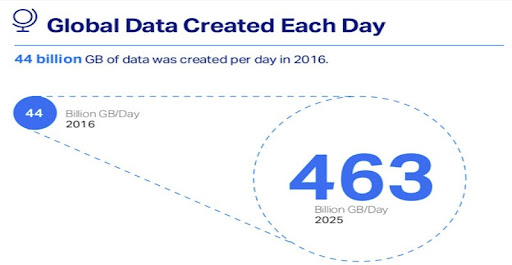 Global Data Created Each Day
44 billion GB of data was created per day in 2016.
44
Billion GB/Day
2016
463
Billion GB/Day
2025